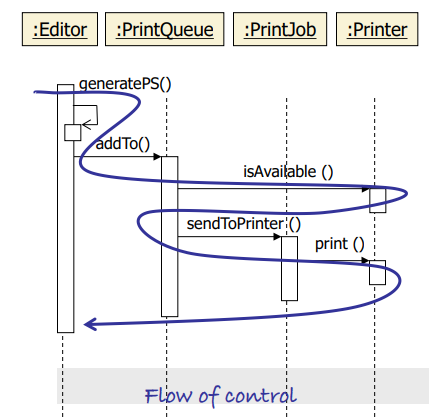 :Editor :PrintQueue :PrintJob :Printer
generatePS()
addTo()
isAvailable ()
sendToPrinter ()
print ()
Flow of control